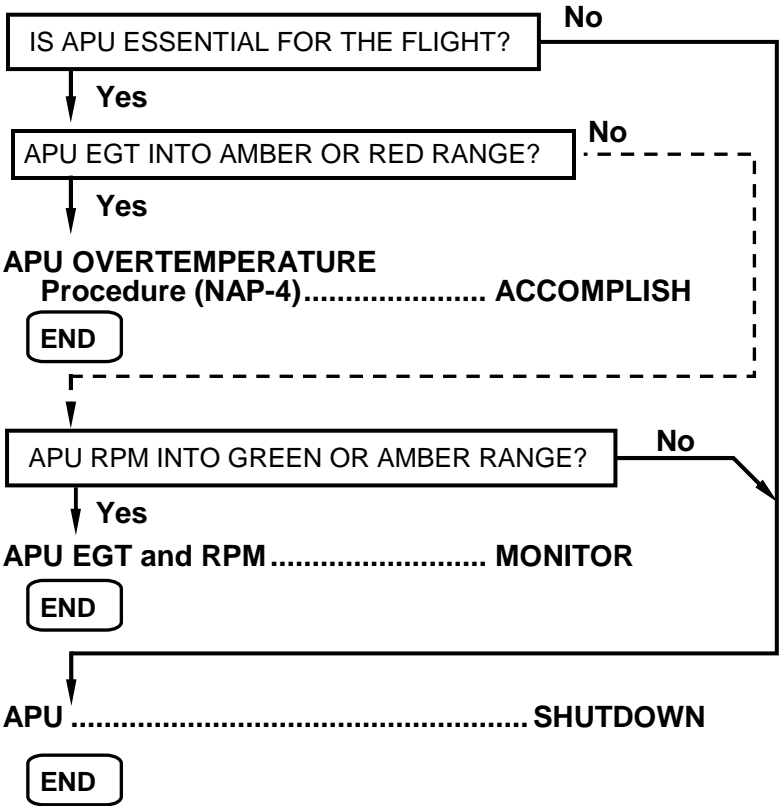 No
IS APU ESSENTIAL FOR THE FLIGHT?
Yes
No
APU EGT INTO AMBER OR RED RANGE?
Yes
APU OVERTEMPERATURE
Procedure (NAP-4)...................... ACCOMPLISH
END
No
APU RPM INTO GREEN OR AMBER RANGE?
Yes
APU EGT and RPM.......................... MONITOR
END
APU ....................................................... SHUTDOWN
END